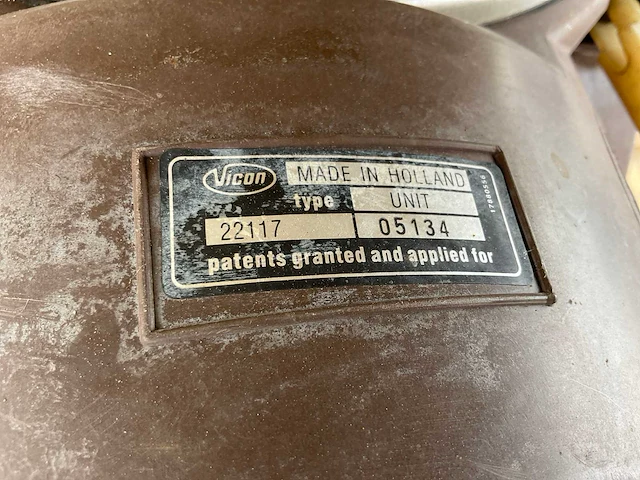 Vicon MADE IN HOLLAND
type UNIT
22117 05134
patents granted and applied for